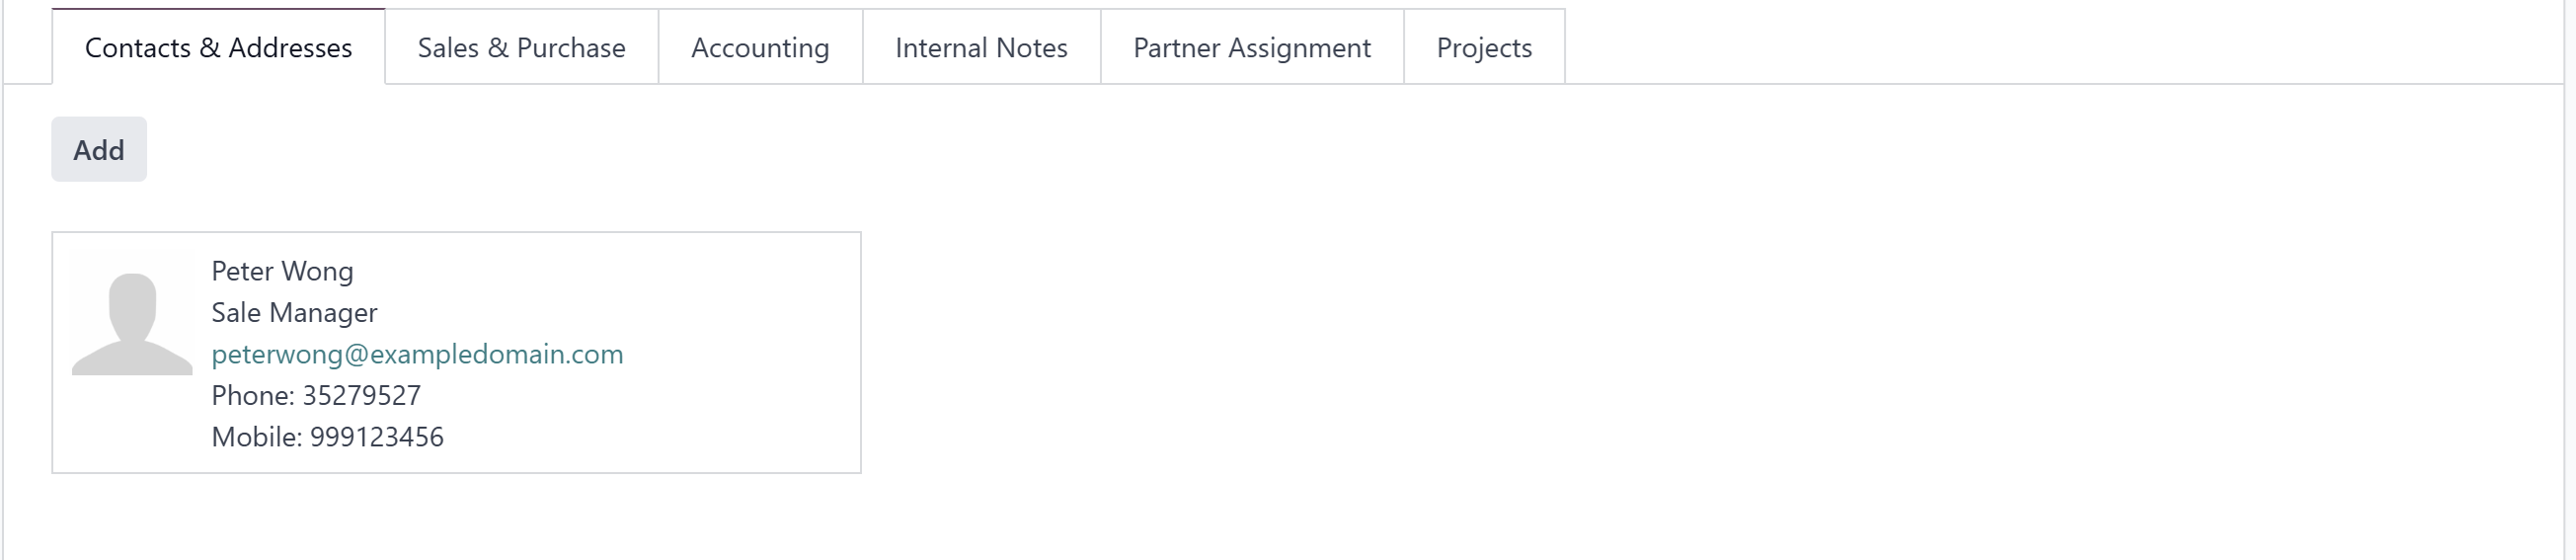 Contacts & Addresses Sales & Purchase Accounting Internal Notes Partner Assignment Projects
Add
Peter Wong
Sale Manager
peterwong@exampledomain.com
Phone: 35279527
Mobile: 999123456